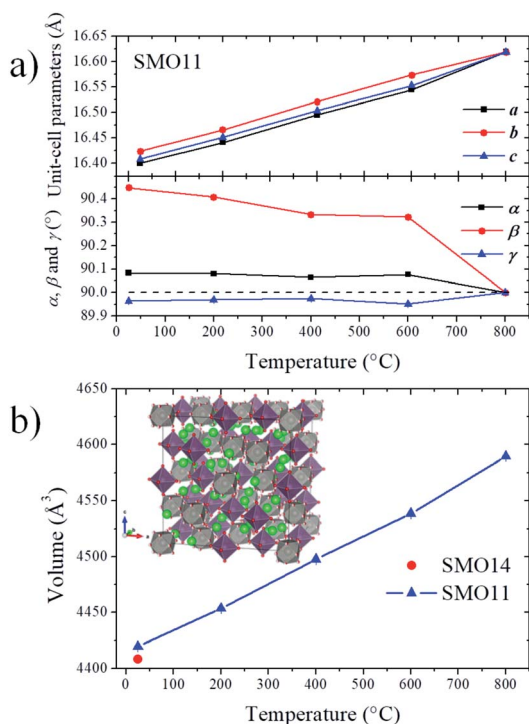 a)
SMO11
Unit-cell parameters (Å)
16.65
16.60
16.55
16.50
16.45
16.40
a
b
c
α, β and γ (°)
90.4
90.3
90.2
90.1
90.0
89.9
α
β
γ
0 100 200 300 400 500 600 700 800
Temperature (°C)
b)
Volume (Å³)
4650
4600
4550
4500
4450
4400
SMO14
SMO11
0 100 200 300 400 500 600 700 800
Temperature (°C)